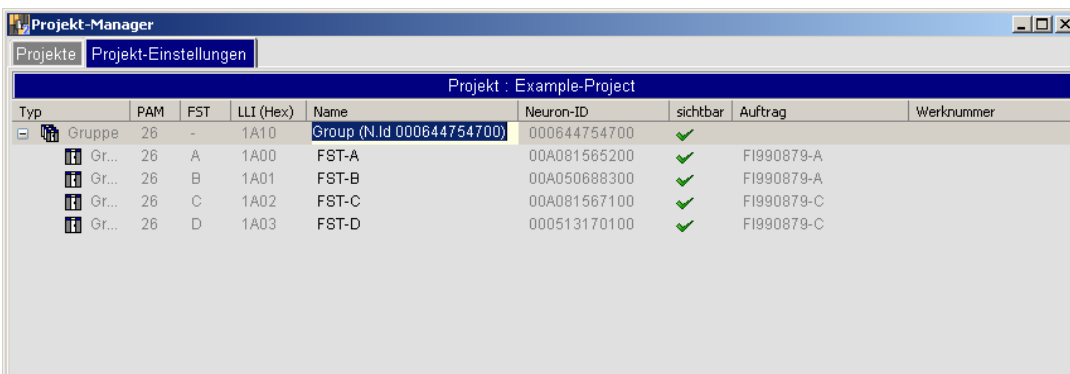 Projekt-Manager
Projekte Projekt-Einstellungen
Projekt : Example-Project
Typ PAM FST LLI (Hex) Name Neuron-ID sichtbar Auftrag Werknummer
Gruppe 26 - 1A10 Group (N.Id 000644754700) 000644754700
Gr... 26 A 1A00 FST-A 00A081565200 FI990879-A
Gr... 26 B 1A01 FST-B 00A050688300 FI990879-A
Gr... 26 C 1A02 FST-C 00A081567100 FI990879-C
Gr... 26 D 1A03 FST-D 000513170100 FI990879-C